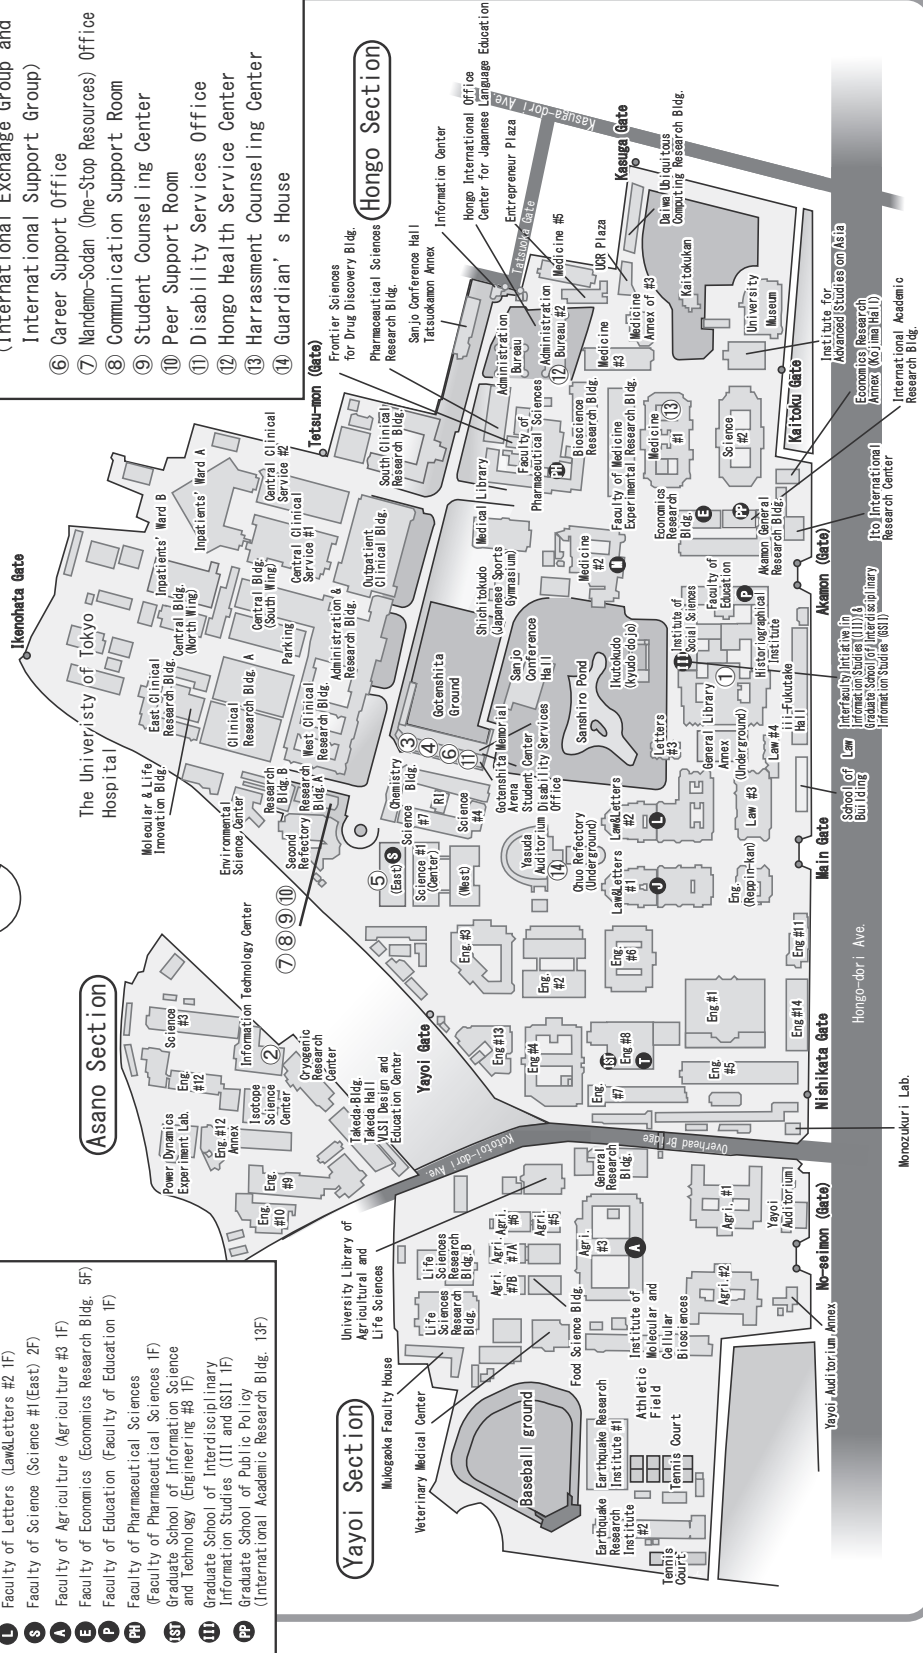 (International Exchange Group and
International Support Group)
⑥ Career Support Office
⑦ Nandemo-Sodan (One-Stop Resources) Office
⑧ Communication Support Room
⑨ Student Counseling Center
⑩ Peer Support Room
⑪ Disability Services Office
⑫ Hongo Health Service Center
⑬ Harrassment Counseling Center
⑭ Guardian's House
L Faculty of Letters (Law&Letters #2 1F)
S Faculty of Science (Science #1(East) 2F)
A Faculty of Agriculture (Agriculture #3 1F)
E Faculty of Economics (Economics Research Bldg. 5F)
P Faculty of Education (Faculty of Education 1F)
PH Faculty of Pharmaceutical Sciences
(Faculty of Pharmaceutical Sciences 1F)
IST Graduate School of Information Science
and Technology (Engineering #8 1F)
III Graduate School of Interdisciplinary
Information Studies (III and GSII 1F)
PP Graduate School of Public Policy
(International Academic Research Bldg. 13F)
Hongo Section
Kasuga-dori Ave.
Tatsuoka Gate
Kasuga Gate
Hongo International Office
Center for Japanese Language Education
Entrepreneur Plaza
Information Center
Sanjo Conference Hall
Tatsuokamon Annex
Pharmaceutical Sciences
Research Bldg.
Frontier Sciences
for Drug Discovery Bldg.
Tetsu-mon (Gate)
Daiwa Ubiquitous
Computing Research Bldg.
UCR Plaza
Medicine #5
Administration
Bureau
Administration
Bureau #2
⑫
Medicine
#3
Medicine
Annex of #3
Kaitokukan
University
Museum
Institute for
Advanced Studies on Asia
Economics Research
Annex (Kojima Hall)
International Academic
Research Bldg.
Ito International
Research Center
Kaitoku Gate
Science
#2
Medicine
#1
⑬
Bioscience
Research Bldg.
Faculty of
Pharmaceutical Sciences
PH
Faculty of Medicine
Experimental Research Bldg.
Economics
Research
Bldg.
E
PP
Akamon General
Research Bldg.
Medical Library
South Clinical
Research Bldg.
Medicine
#2
M
Akamon (Gate)
Faculty of
Education
P
Institute of
Social Sciences
III
Historiographical
Institute
Interfaculty Initiative in
Information Studies (III) &
Graduate School of Interdisciplinary
Information Studies (GSII)
①
General Library
General Library
Annex
(Underground)
Fukutake
Hall
Law #4
School of Law
Building
Law #3
Letters
#3
Ikutokudo
(kyudo dojo)
Sanshiro Pond
Sanjo
Conference
Hall
Shichitokudo
(Japanese Sports
Gymnasium)
Gotenshita
Ground
Gotenshita Memorial
Arena
Student Center
Disability Services
Office
③
④
⑥
⑪
Ikenohata Gate
The Univeristy of Tokyo
Hospital
Inpatients' Ward B
Inpatients' Ward A
Central Clinical
Service #2
Central Clinical
Service #1
Central Bldg.
(North Wing)
Central Bldg.
(South Wing)
Outpatient
Clinical Bldg.
Parking
Administration &
Research Bldg.
East Clinical
Research Bldg.
Clinical
Research Bldg. A
West Clinical
Research Bldg.
Molecular & Life
Innovation Bldg.
Environmental
Science Center
Research
Bldg.B
Research
Bldg.A
Second
Refectory
⑦⑧⑨⑩
Chemistry
Bldg.
RI
Science
#7
Science
#4
⑤
S
(East)
Science #1
(Center)
(West)
Yasuda
Auditorium
⑭
Chuo Refectory
(Underground)
Law&Letters
#2
L
Law&Letters
#1
J
Eng.
(Reppin-kan)
Main Gate
Eng.#3
Eng.
#2
Eng.
#6
Eng #11
Eng.#1
Eng #14
Eng #13
Eng#4
IST
Eng #8
T
Eng.
#7
Eng.
#5
Nishikata Gate
Monozukuri Lab.
Hongo-dori Ave.
Yayoi Gate
Asano Section
Science
#3
Information Technology Center
②
Cryogenic
Research
Center
Takeda Bldg.
Takeda Hall
VLSI Design and
Education Center
Isotope
Science
Center
Eng.
#12
Eng.#12
Annex
Power Dynamics
Experiment Lab.
Eng.
#9
Eng.
#10
Kototoi-dori Ave.
Overhead Bridge
Yayoi Section
University Library of
Agricultural and
Life Sciences
General
Research
Bldg.
Life
Sciences
Research
Bldg.B
Life
Sciences
Research
Bldg.
Agri.
#6
Agri.
#5
Agri.
#7A
Agri.
#7B
Agri.
#3
A
Food Science Bldg.
Institute of
Molecular and
Cellular
Biosciences
Agri.#1
Agri.#2
Yayoi
Auditorium
No-seimon (Gate)
Yayoi Auditorium Annex
Mukogaoka Faculty House
Veterinary Medical Center
Baseball ground
Athletic
Field
Earthquake Research
Institute #1
Tennis Court
Earthquake
Research
Institute
#2
Tennis
Court